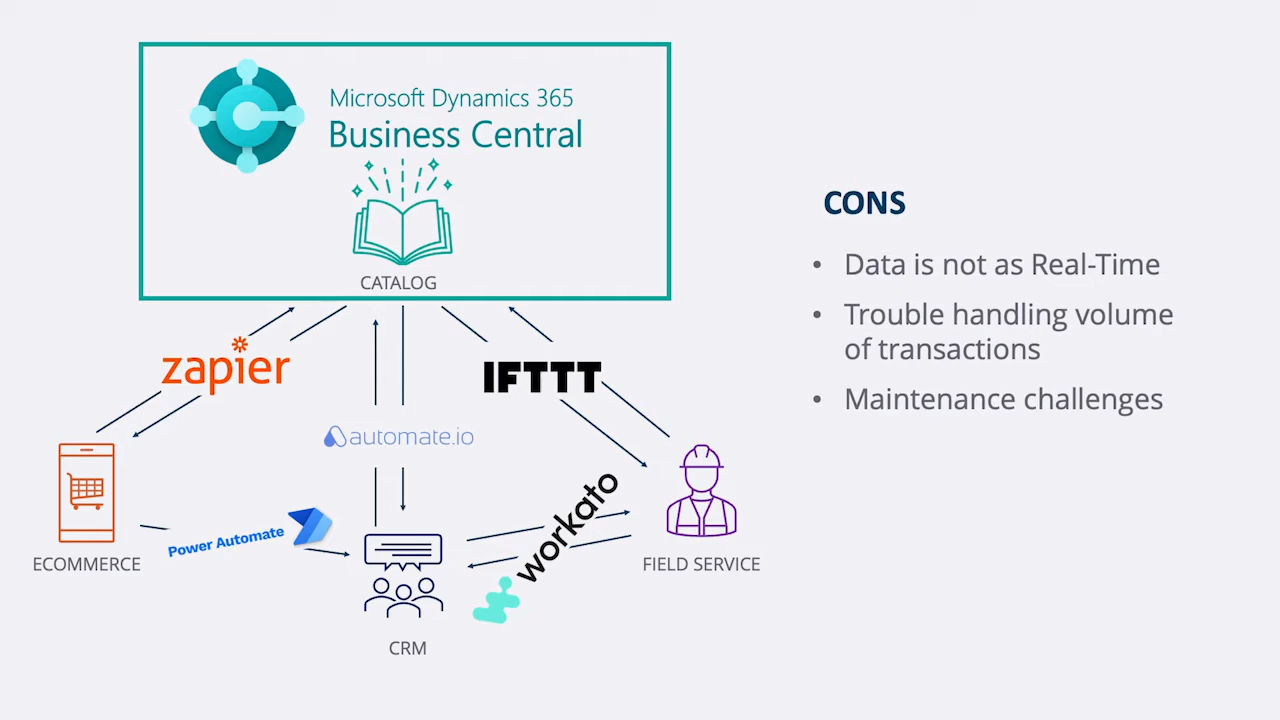 Microsoft Dynamics 365
Business Central
CATALOG
zapier
IFTTT
automate.io
Power Automate
workato
ECOMMERCE
CRM
FIELD SERVICE
CONS
• Data is not as Real-Time
• Trouble handling volume
of transactions
• Maintenance challenges